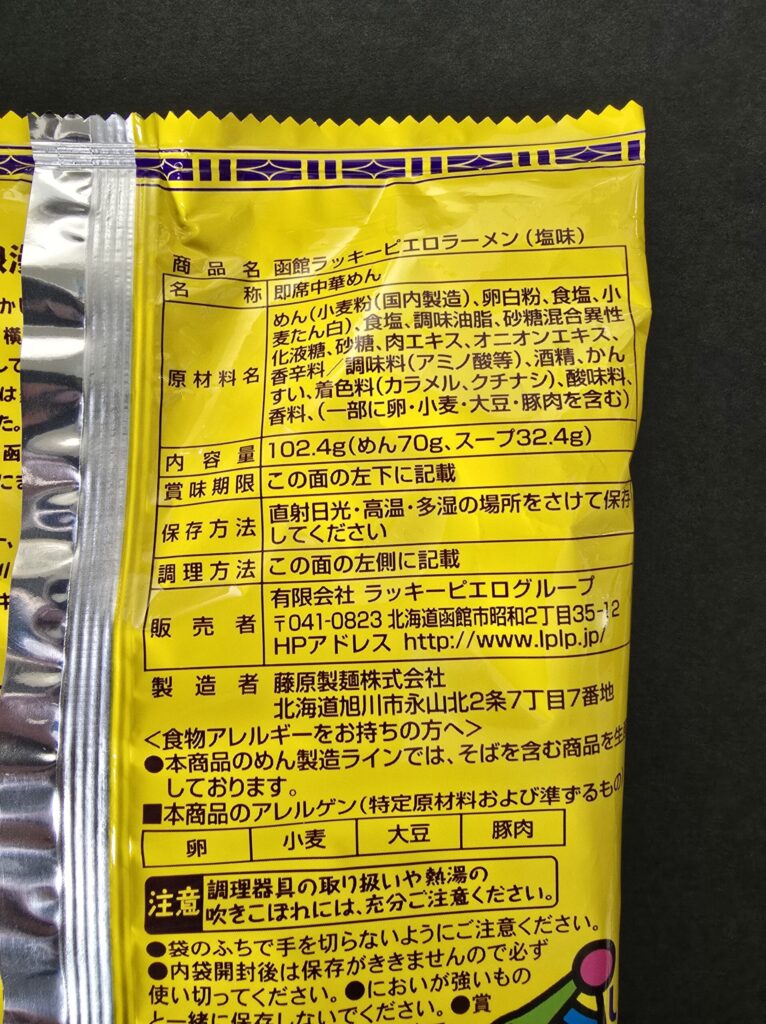 商品名 函館ラッキーピエロラーメン(塩味)
名称 即席中華めん
原材料名 めん(小麦粉(国内製造)、卵白粉、食塩、小
麦たん白)、食塩、調味油脂、砂糖混合異性
化液糖、砂糖、肉エキス、オニオンエキス、
香辛料/調味料(アミノ酸等)、酒精、かん
すい、着色料(カラメル、クチナシ)、酸味料、
香料、(一部に卵・小麦・大豆・豚肉を含む)
内容量 102.4g(めん70g、スープ32.4g)
賞味期限 この面の左下に記載
保存方法 直射日光・高温・多湿の場所をさけて保存
してください
調理方法 この面の左側に記載
販売者 有限会社 ラッキーピエログループ
〒041-0823 北海道函館市昭和2丁目35-12
HPアドレス http://www.lplp.jp/
製造者 藤原製麺株式会社
北海道旭川市永山北2条7丁目7番地
<食物アレルギーをお持ちの方へ>
●本商品のめん製造ラインでは、そばを含む商品を生
しております。
■本商品のアレルゲン(特定原材料および準ずるもの
卵 小麦 大豆 豚肉
注意 調理器具の取り扱いや熱湯の
吹きこぼれには、充分ご注意ください。
●袋のふちで手を切らないようにご注意ください。
●内袋開封後は保存がききませんので必ず
使い切ってください。●においが強いもの
と一緒に保存しないでください。●賞